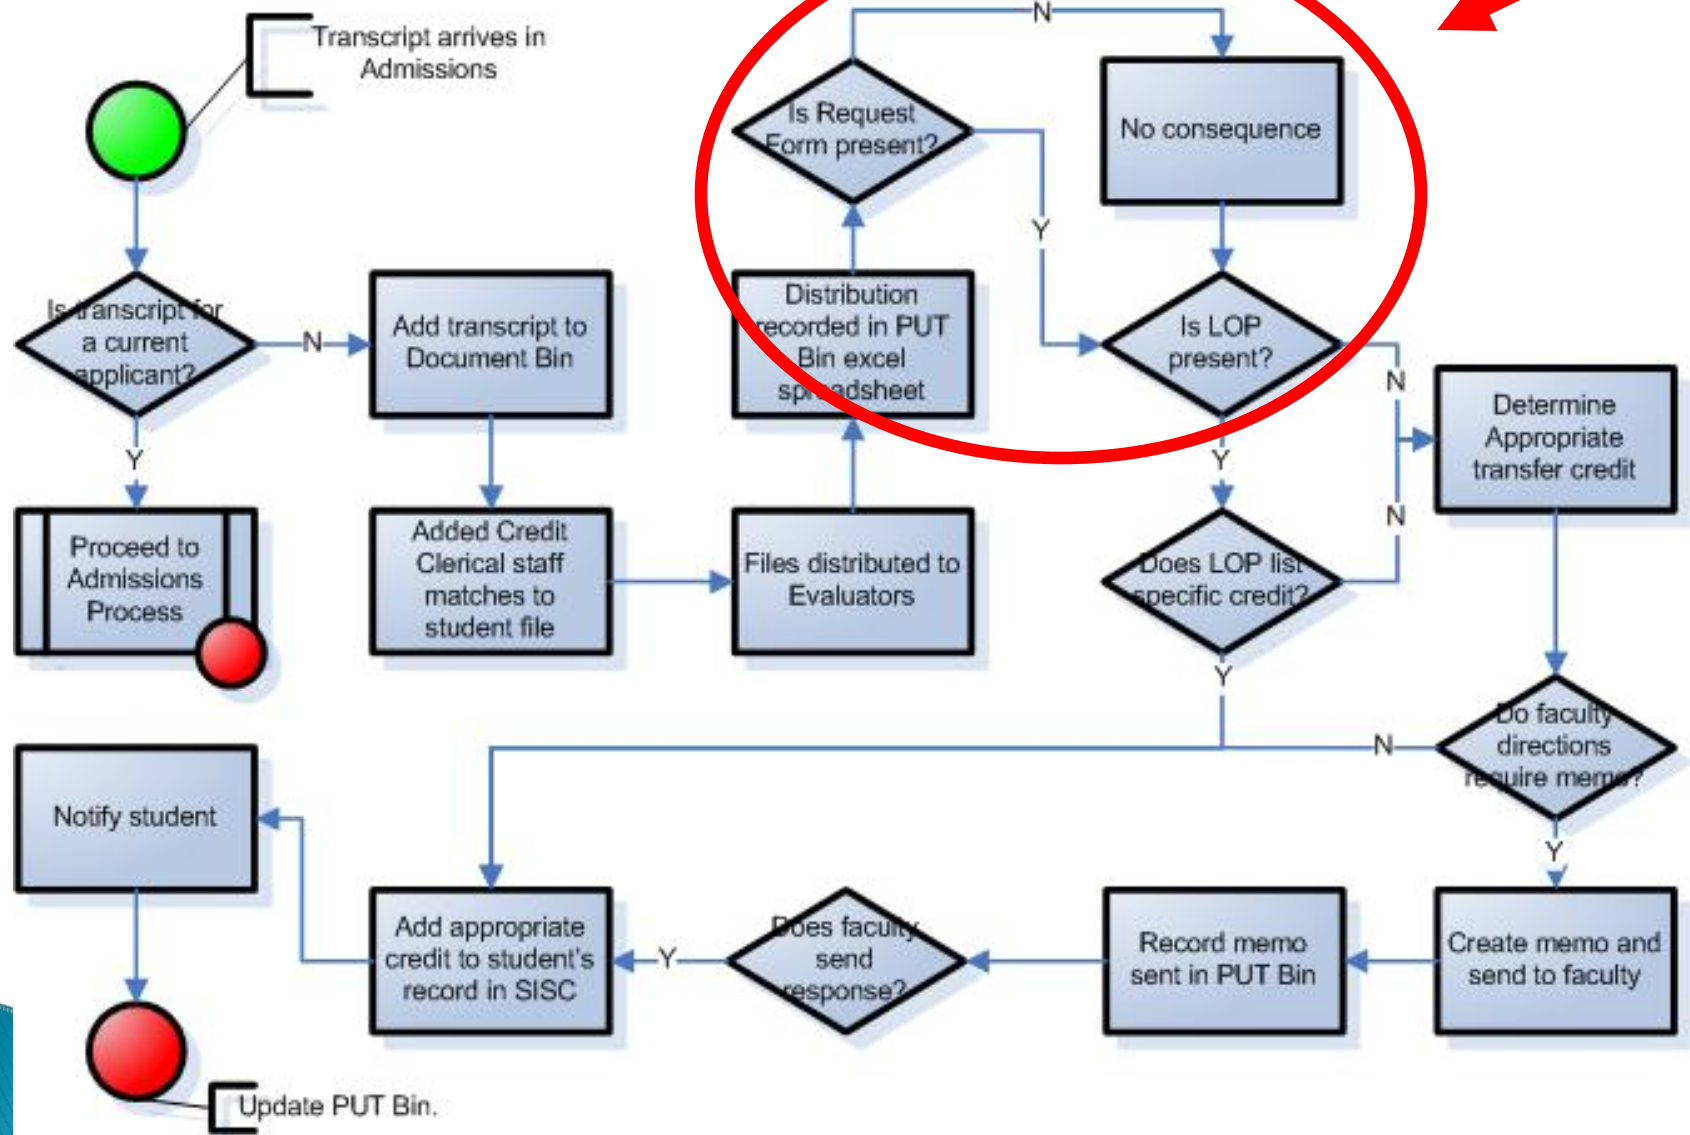 Transcript arrives in
Admissions
Is transcript for
a current
applicant?
N
Y
Proceed to
Admissions
Process
Add transcript to
Document Bin
Added Credit
Clerical staff
matches to
student file
Files distributed to
Evaluators
Distribution
recorded in PUT
Bin excel
spreadsheet
Is Request
Form present?
N
Y
No consequence
Is LOP
present?
N
Y
Does LOP list
specific credit?
N
Y
Determine
Appropriate
transfer credit
Do faculty
directions
require memo?
N
Y
Create memo and
send to faculty
Record memo
sent in PUT Bin
Does faculty
send
response?
Y
Add appropriate
credit to student's
record in SISC
Notify student
Update PUT Bin.